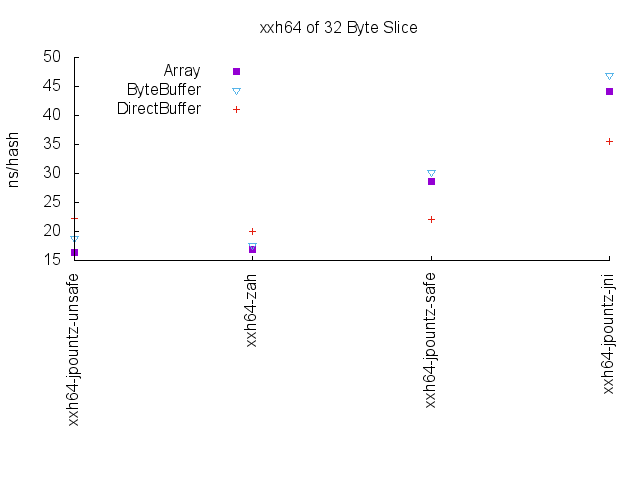 xxh64 of 32 Byte Slice
50
45
40
35
30
25
20
15
ns/hash
Array
ByteBuffer
DirectBuffer
xxh64-jpountz-unsafe
xxh64-zah
xxh64-jpountz-safe
xxh64-jpountz-jni